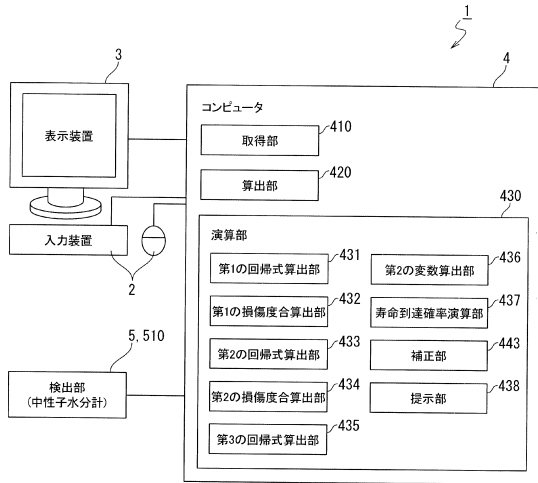 1
3
4
コンピュータ
表示装置
取得部
410
算出部
420
430
入力装置
2
演算部
第1の回帰式算出部
431
第2の変数算出部
436
第1の損傷度合算出部
432
寿命到達確率演算部
437
5, 510
第2の回帰式算出部
433
補正部
443
検出部
(中性子水分計)
第2の損傷度合算出部
434
提示部
438
第3の回帰式算出部
435